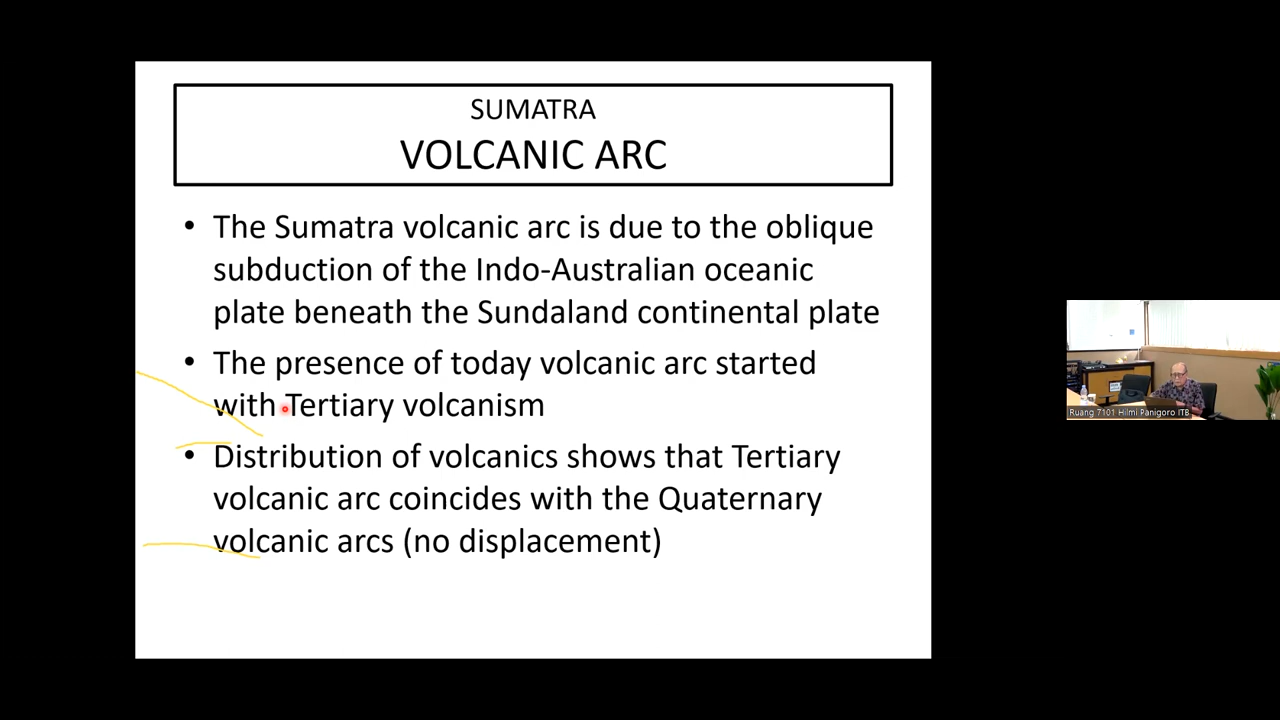 SUMATRA
VOLCANIC ARC
• The Sumatra volcanic arc is due to the oblique
subduction of the Indo-Australian oceanic
plate beneath the Sundaland continental plate
• The presence of today volcanic arc started
with Tertiary volcanism
• Distribution of volcanics shows that Tertiary
volcanic arc coincides with the Quaternary
volcanic arcs (no displacement)
Ruang 7101 Hilmi Panigoro ITB